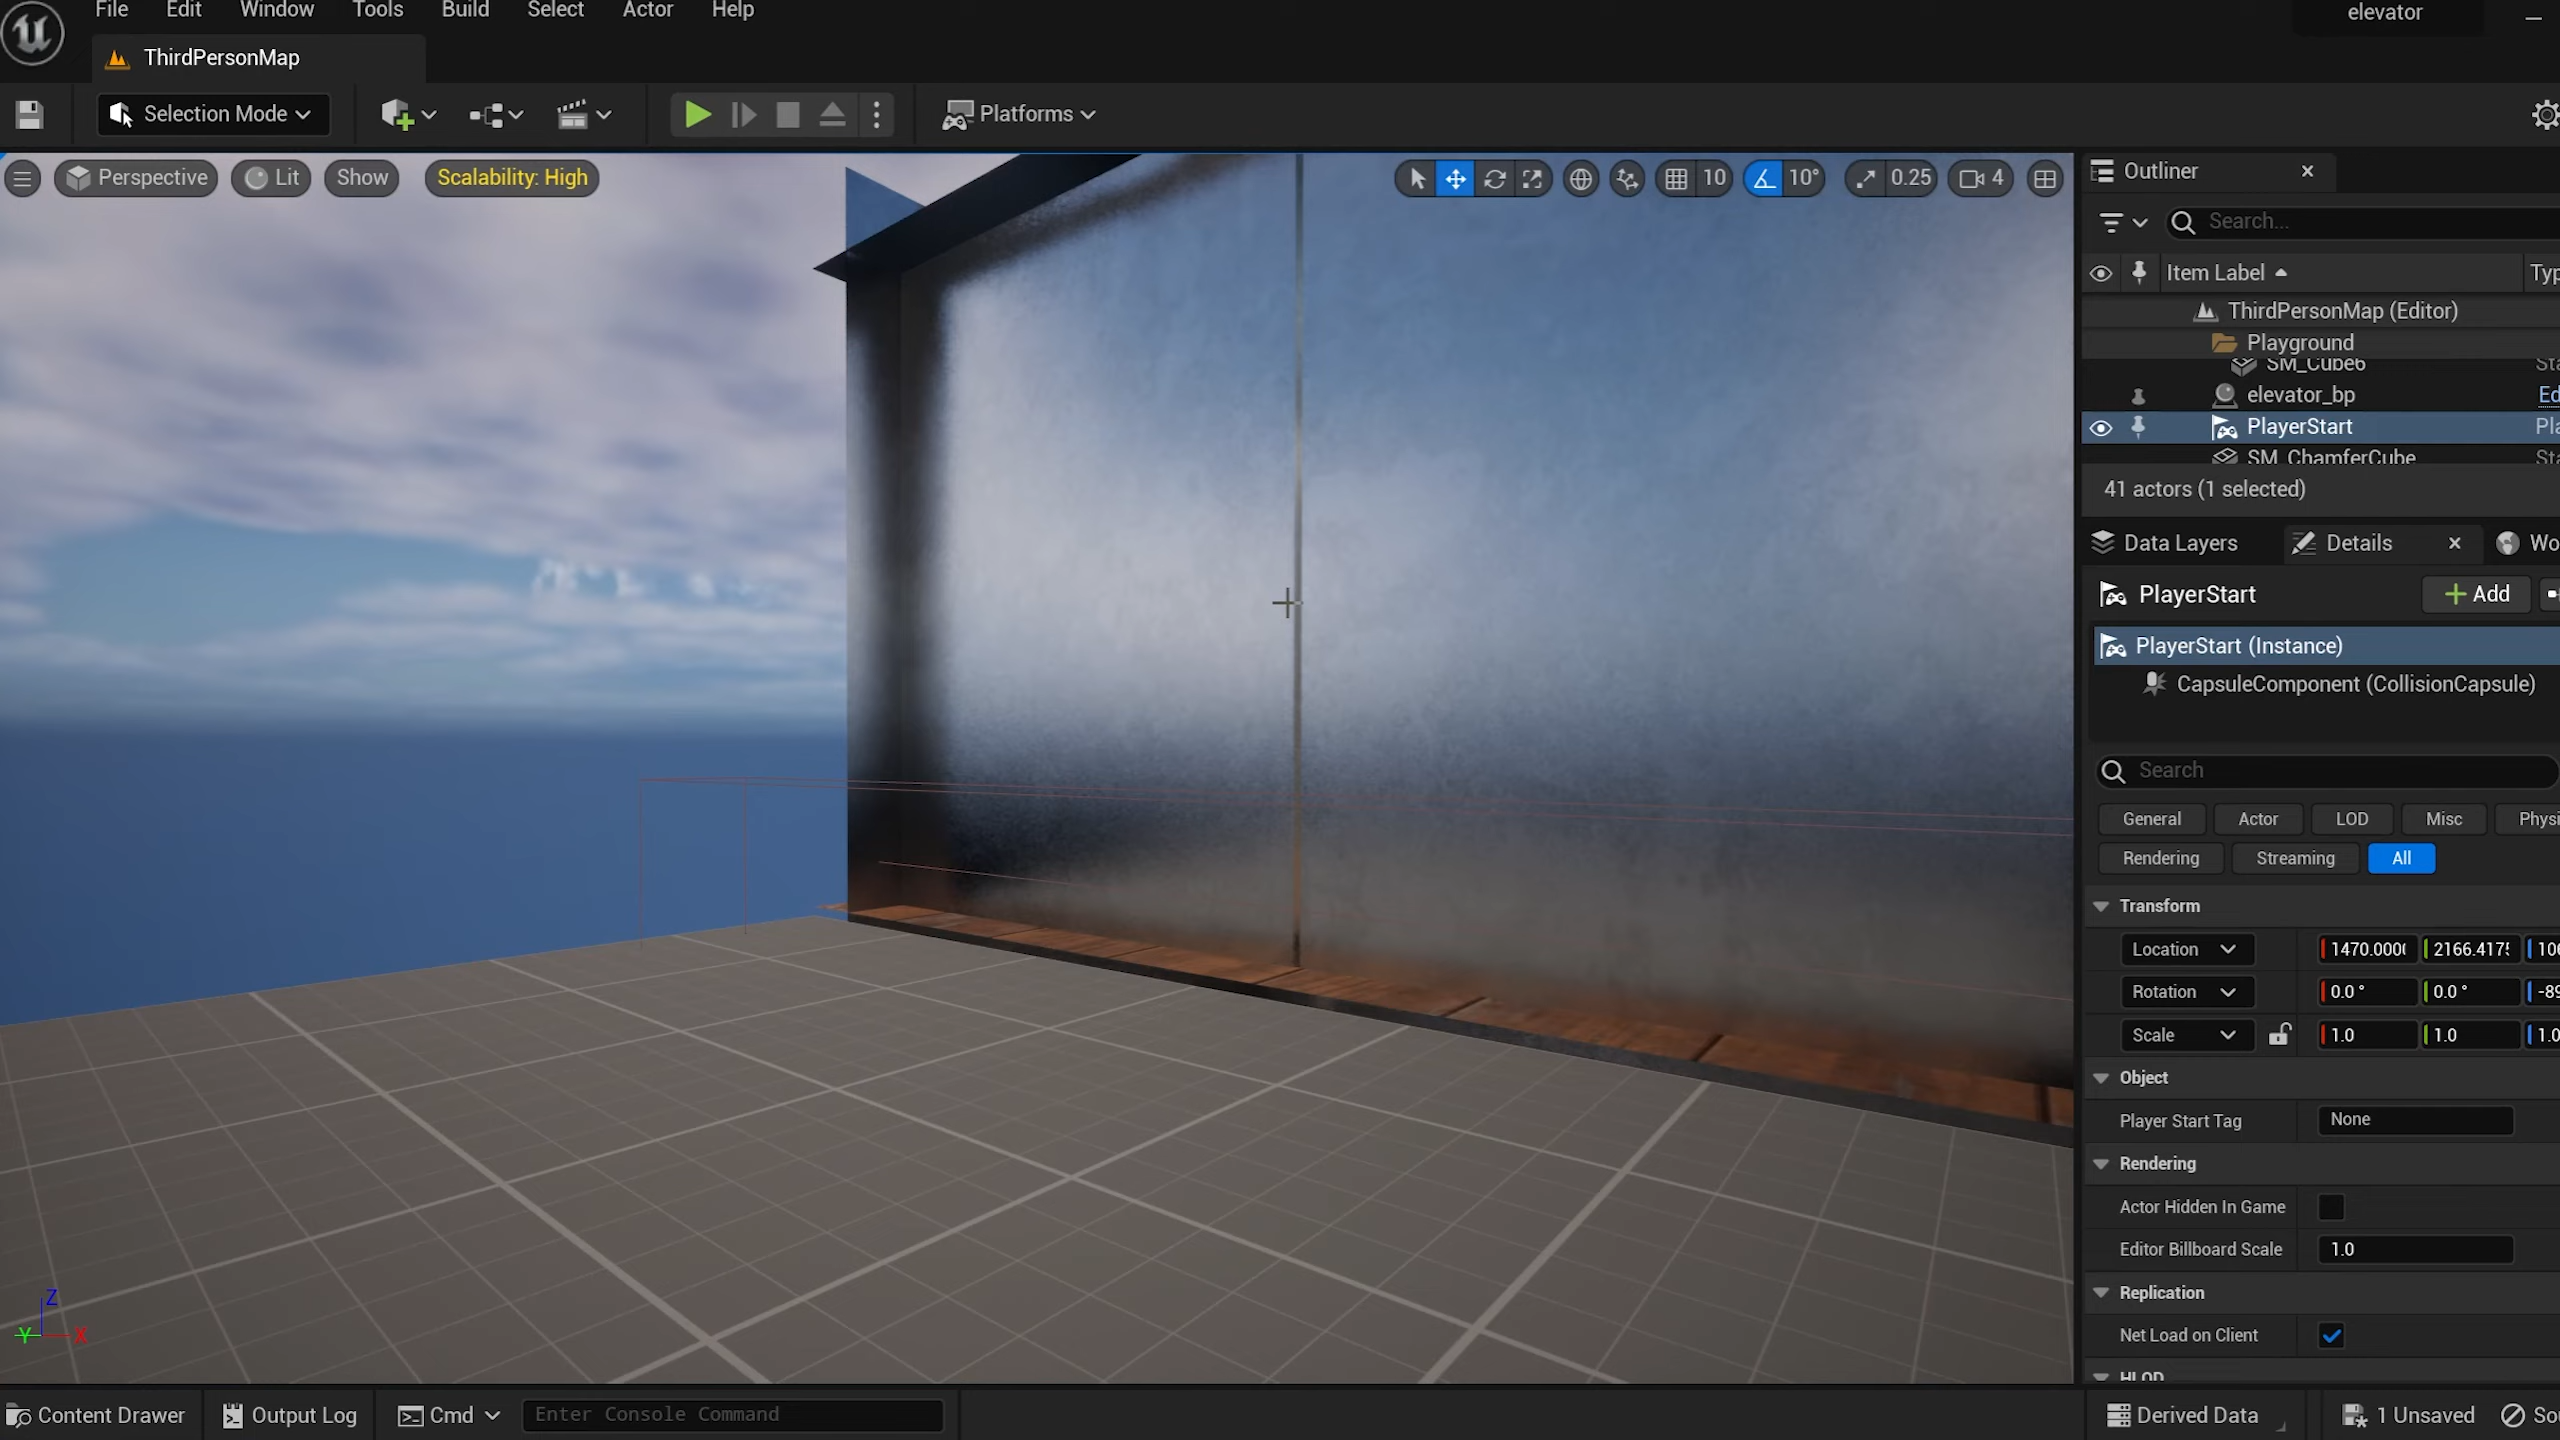 File Edit Window Tools Build Select Actor Help elevator
ThirdPersonMap
Selection Mode Platforms
Perspective Lit Show Scalability: High 10 10° 0.25 4
Outliner
Search...
Item Label Typ
ThirdPersonMap (Editor)
Playground
SM_Cube6 Sta
elevator_bp Ed
PlayerStart Pla
SM_ChamferCube Sta
41 actors (1 selected)
Data Layers Details Wo
PlayerStart + Add
PlayerStart (Instance)
CapsuleComponent (CollisionCapsule)
Search
General Actor LOD Misc Physi
Rendering Streaming All
Transform
Location 1470.000 2166.417 106
Rotation 0.0 ° 0.0 ° -89
Scale 1.0 1.0 1.0
Object
Player Start Tag None
Rendering
Actor Hidden In Game
Editor Billboard Scale 1.0
Replication
Net Load on Client
HLOD
Z
Y X
Content Drawer Output Log Cmd Enter Console Command Derived Data 1 Unsaved Sou